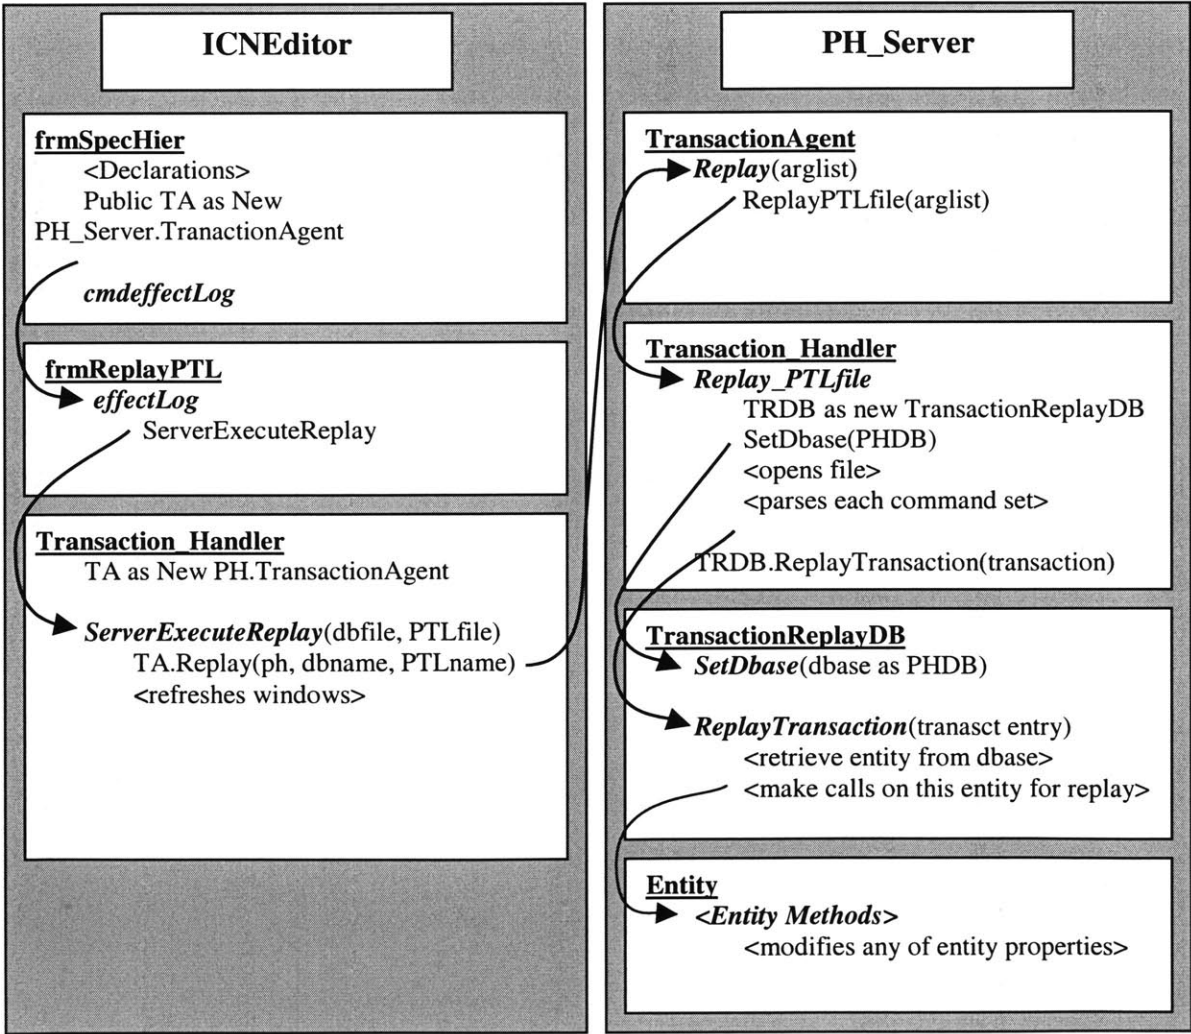 ICNEditor
frmSpecHier
<Declarations>
Public TA as New
PH_Server.TranactionAgent
cmdeffectLog
frmReplayPTL
effectLog
ServerExecuteReplay
Transaction_Handler
TA as New PH.TransactionAgent
ServerExecuteReplay(dbfile, PTLfile)
TA.Replay(ph, dbname, PTLname)
<refreshes windows>
PH_Server
TransactionAgent
Replay(arglist)
ReplayPTLfile(arglist)
Transaction_Handler
Replay_PTLfile
TRDB as new TransactionReplayDB
SetDbase(PHDB)
<opens file>
<parses each command set>
TRDB.ReplayTransaction(transaction)
TransactionReplayDB
SetDbase(dbase as PHDB)
ReplayTransaction(tranasct entry)
<retrieve entity from dbase>
<make calls on this entity for replay>
Entity
<Entity Methods>
<modifies any of entity properties>